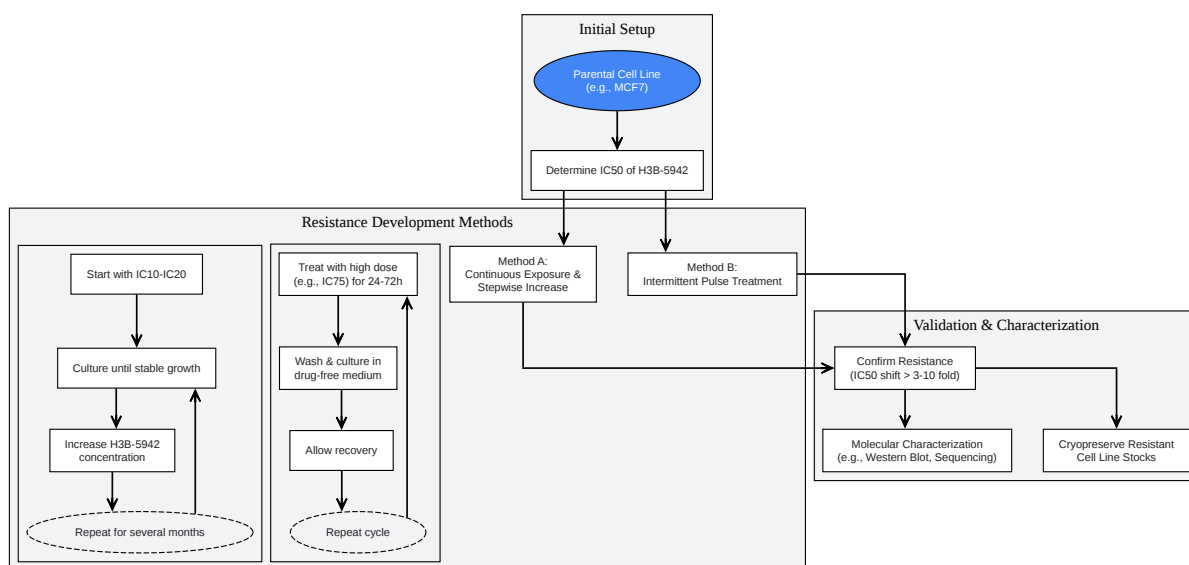 Initial Setup
Parental Cell Line
(e.g., MCF7)
Determine IC50 of H3B-5942
Resistance Development Methods
Start with IC10-IC20
Culture until stable growth
Increase H3B-5942
concentration
Repeat for several months
Treat with high dose
(e.g., IC75) for 24-72h
Wash & culture in
drug-free medium
Allow recovery
Repeat cycle
Method A:
Continuous Exposure &
Stepwise Increase
Method B:
Intermittent Pulse Treatment
Validation & Characterization
Confirm Resistance
(IC50 shift > 3-10 fold)
Molecular Characterization
(e.g., Western Blot, Sequencing)
Cryopreserve Resistant
Cell Line Stocks